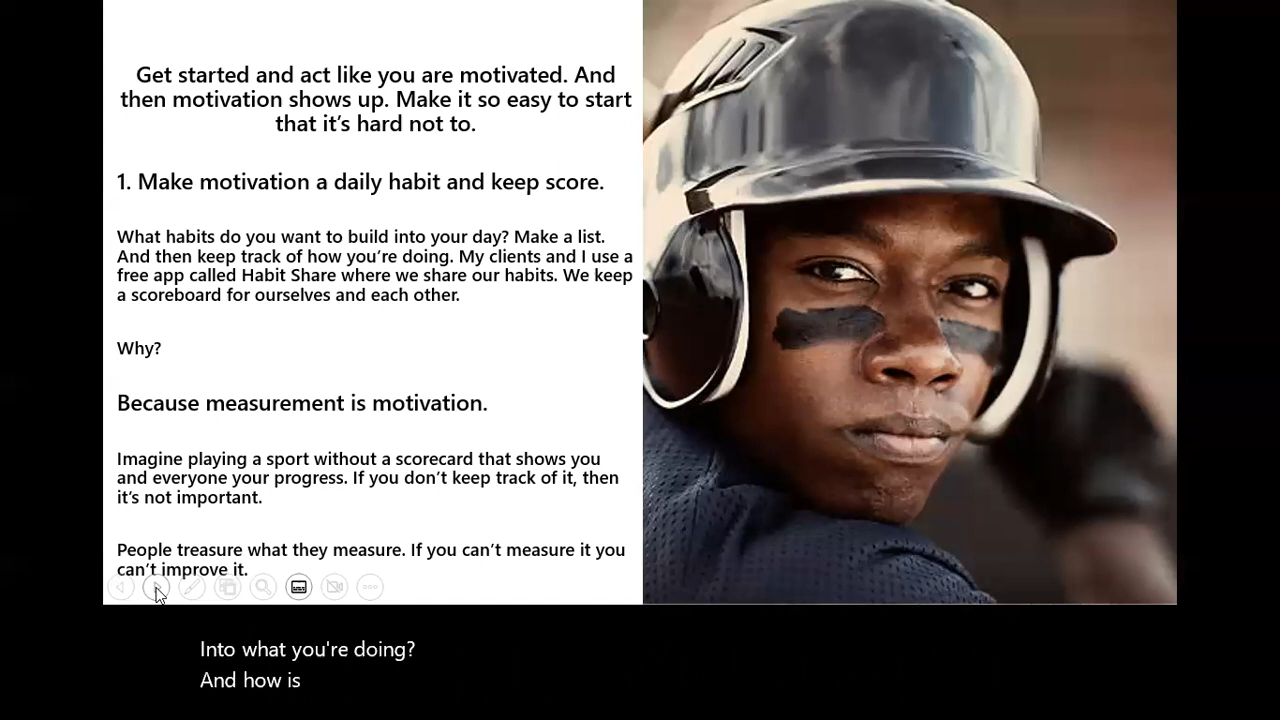 Get started and act like you are motivated. And
then motivation shows up. Make it so easy to start
that it’s hard not to.
1. Make motivation a daily habit and keep score.
What habits do you want to build into your day? Make a list.
And then keep track of how you’re doing. My clients and I use a
free app called Habit Share where we share our habits. We keep
a scoreboard for ourselves and each other.
Why?
Because measurement is motivation.
Imagine playing a sport without a scorecard that shows you
and everyone your progress. If you don’t keep track of it, then
it’s not important.
People treasure what they measure. If you can’t measure it you
can’t improve it.
Into what you're doing?
And how is